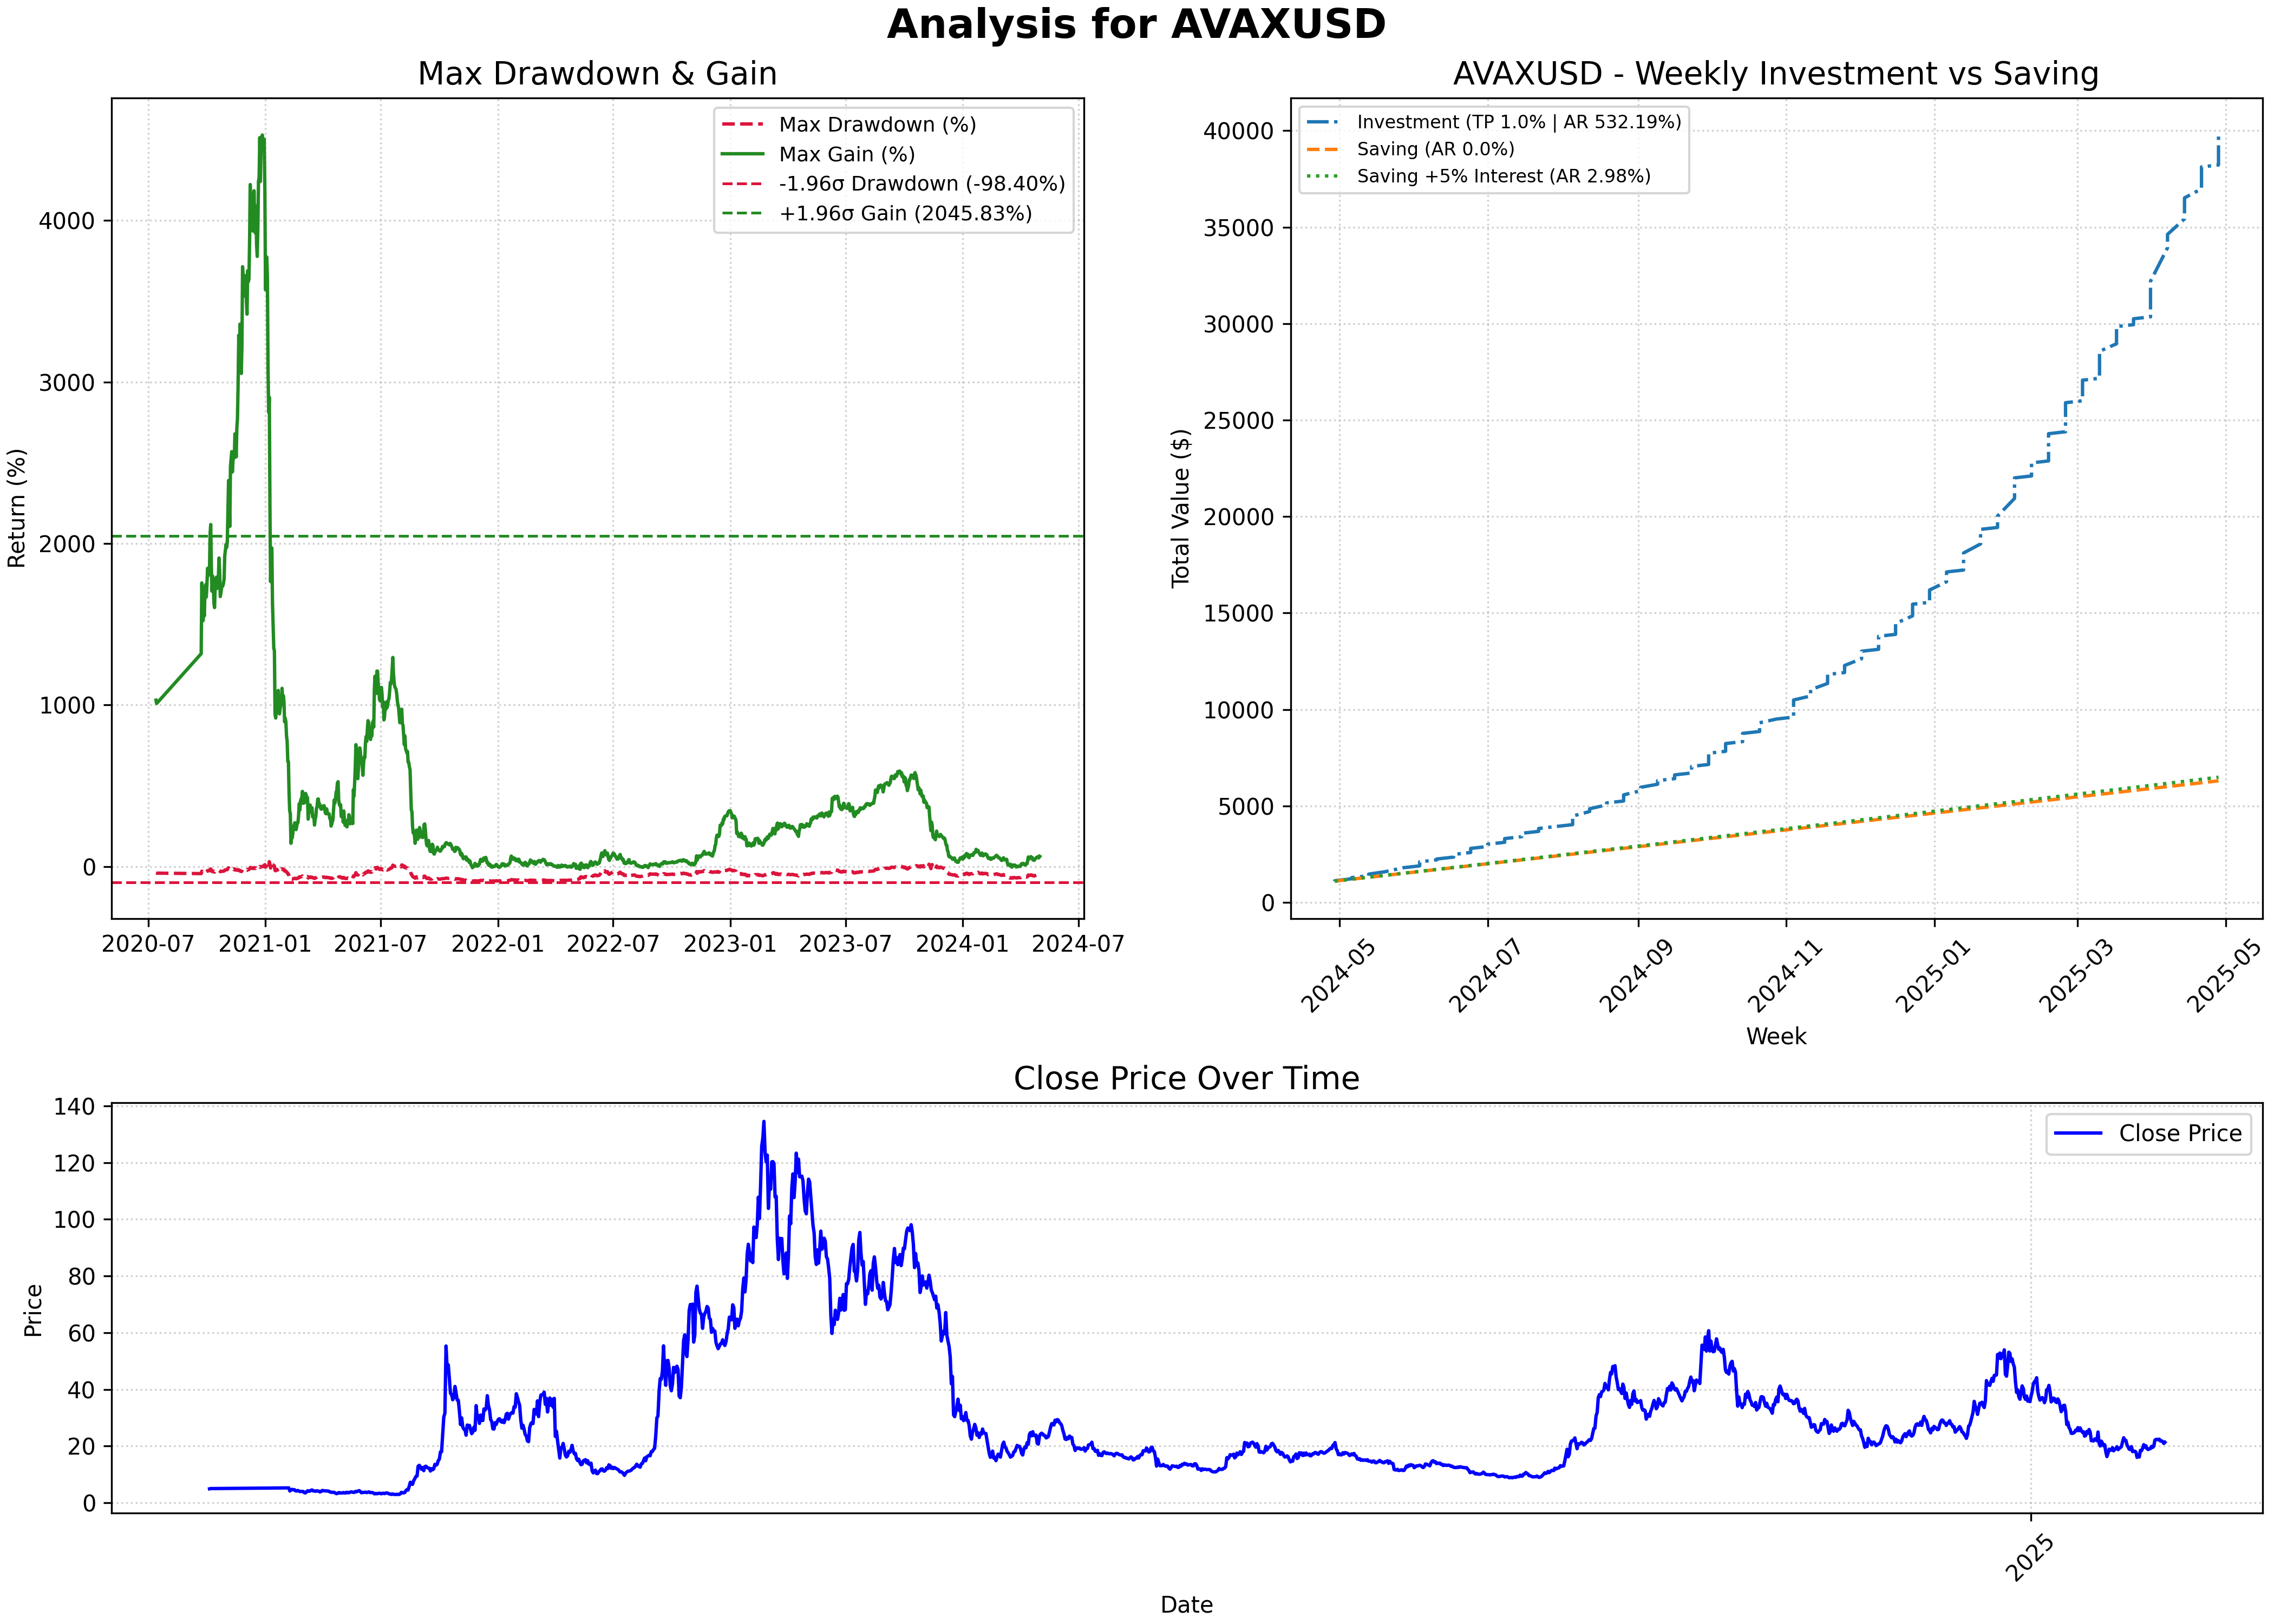 Analysis for AVAXUSD
Max Drawdown & Gain
Return (%)
4000
3000
2000
1000
0
Max Drawdown (%)
Max Gain (%)
-1.96σ Drawdown (-98.40%)
+1.96σ Gain (2045.83%)
2020-07 2021-01 2021-07 2022-01 2022-07 2023-01 2023-07 2024-01 2024-07
AVAXUSD - Weekly Investment vs Saving
Total Value ($)
40000
35000
30000
25000
20000
15000
10000
5000
0
Investment (TP 1.0% | AR 532.19%)
Saving (AR 0.0%)
Saving +5% Interest (AR 2.98%)
2024-05 2024-07 2024-09 2024-11 2025-01 2025-03 2025-05
Week
Close Price Over Time
Price
140
120
100
80
60
40
20
0
Close Price
2025
Date